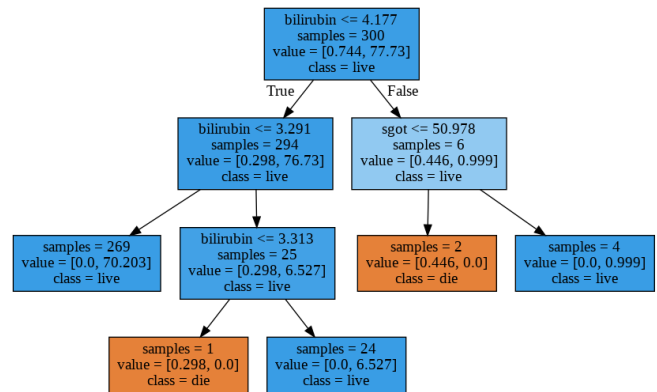 bilirubin <= 4.177
samples = 300
value = [0.744, 77.73]
class = live
True
False
bilirubin <= 3.291
samples = 294
value = [0.298, 76.73]
class = live
sgot <= 50.978
samples = 6
value = [0.446, 0.999]
class = live
samples = 269
value = [0.0, 70.203]
class = live
bilirubin <= 3.313
samples = 25
value = [0.298, 6.527]
class = live
samples = 2
value = [0.446, 0.0]
class = die
samples = 4
value = [0.0, 0.999]
class = live
samples = 1
value = [0.298, 0.0]
class = die
samples = 24
value = [0.0, 6.527]
class = live